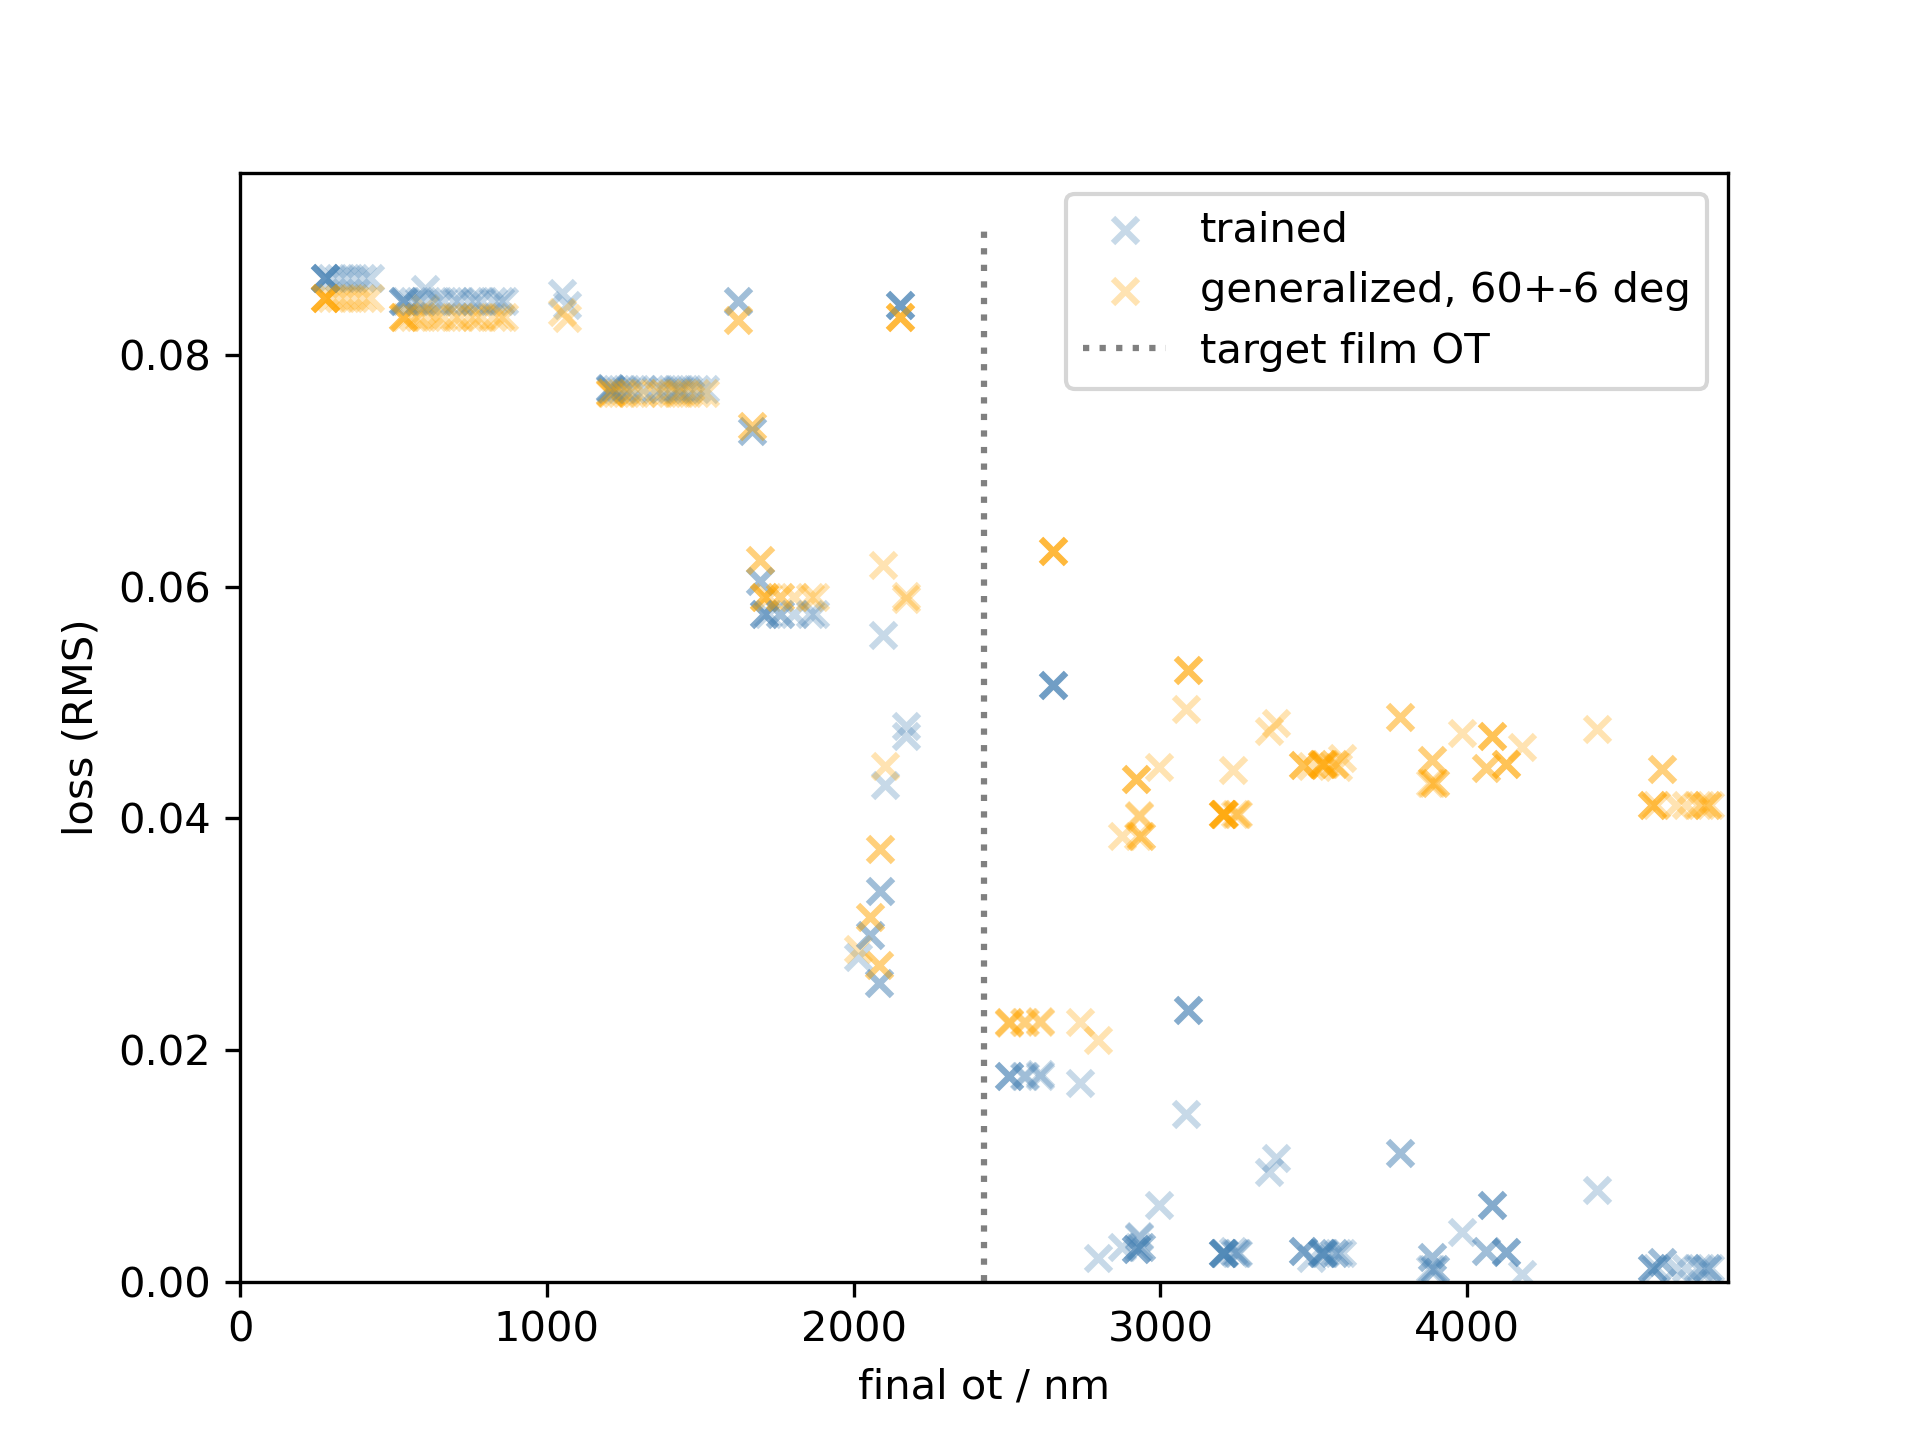 trained
generalized, 60+-6 deg
target film OT
loss (RMS)
0.08
0.06
0.04
0.02
0.00
0 1000 2000 3000 4000
final ot / nm